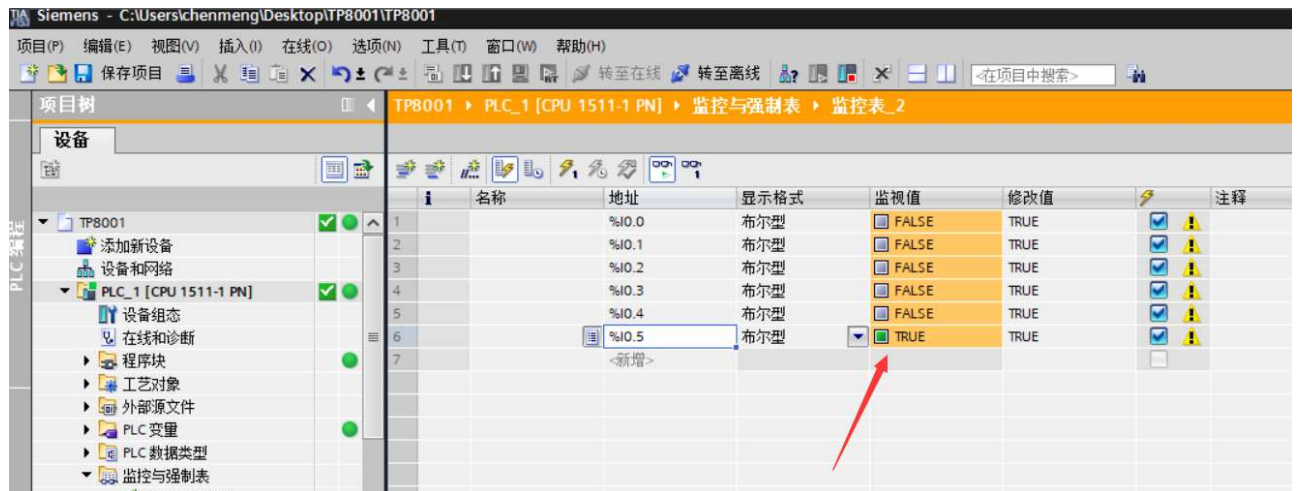 Siemens - C:\Users\chenmeng\Desktop\TP8001\TP8001
项目(P) 编辑(E) 视图(V) 插入(I) 在线(O) 选项(N) 工具(T) 窗口(W) 帮助(H)
保存项目 转至在线 转至离线 <在项目中搜索>
项目树 TP8001 PLC_1 [CPU 1511-1 PN] 监控与强制表 监控表_2
设备
i 名称 地址 显示格式 监视值 修改值 注释
TP8001 1 %I0.0 布尔型 FALSE TRUE
添加新设备 2 %I0.1 布尔型 FALSE TRUE
设备和网络 3 %I0.2 布尔型 FALSE TRUE
PLC_1 [CPU 1511-1 PN] 4 %I0.3 布尔型 FALSE TRUE
设备组态 5 %I0.4 布尔型 FALSE TRUE
在线和诊断 6 %I0.5 布尔型 TRUE TRUE
程序块 7 <新增>
工艺对象
外部源文件
PLC 变量
PLC 数据类型
监控与强制表
PLC 编程